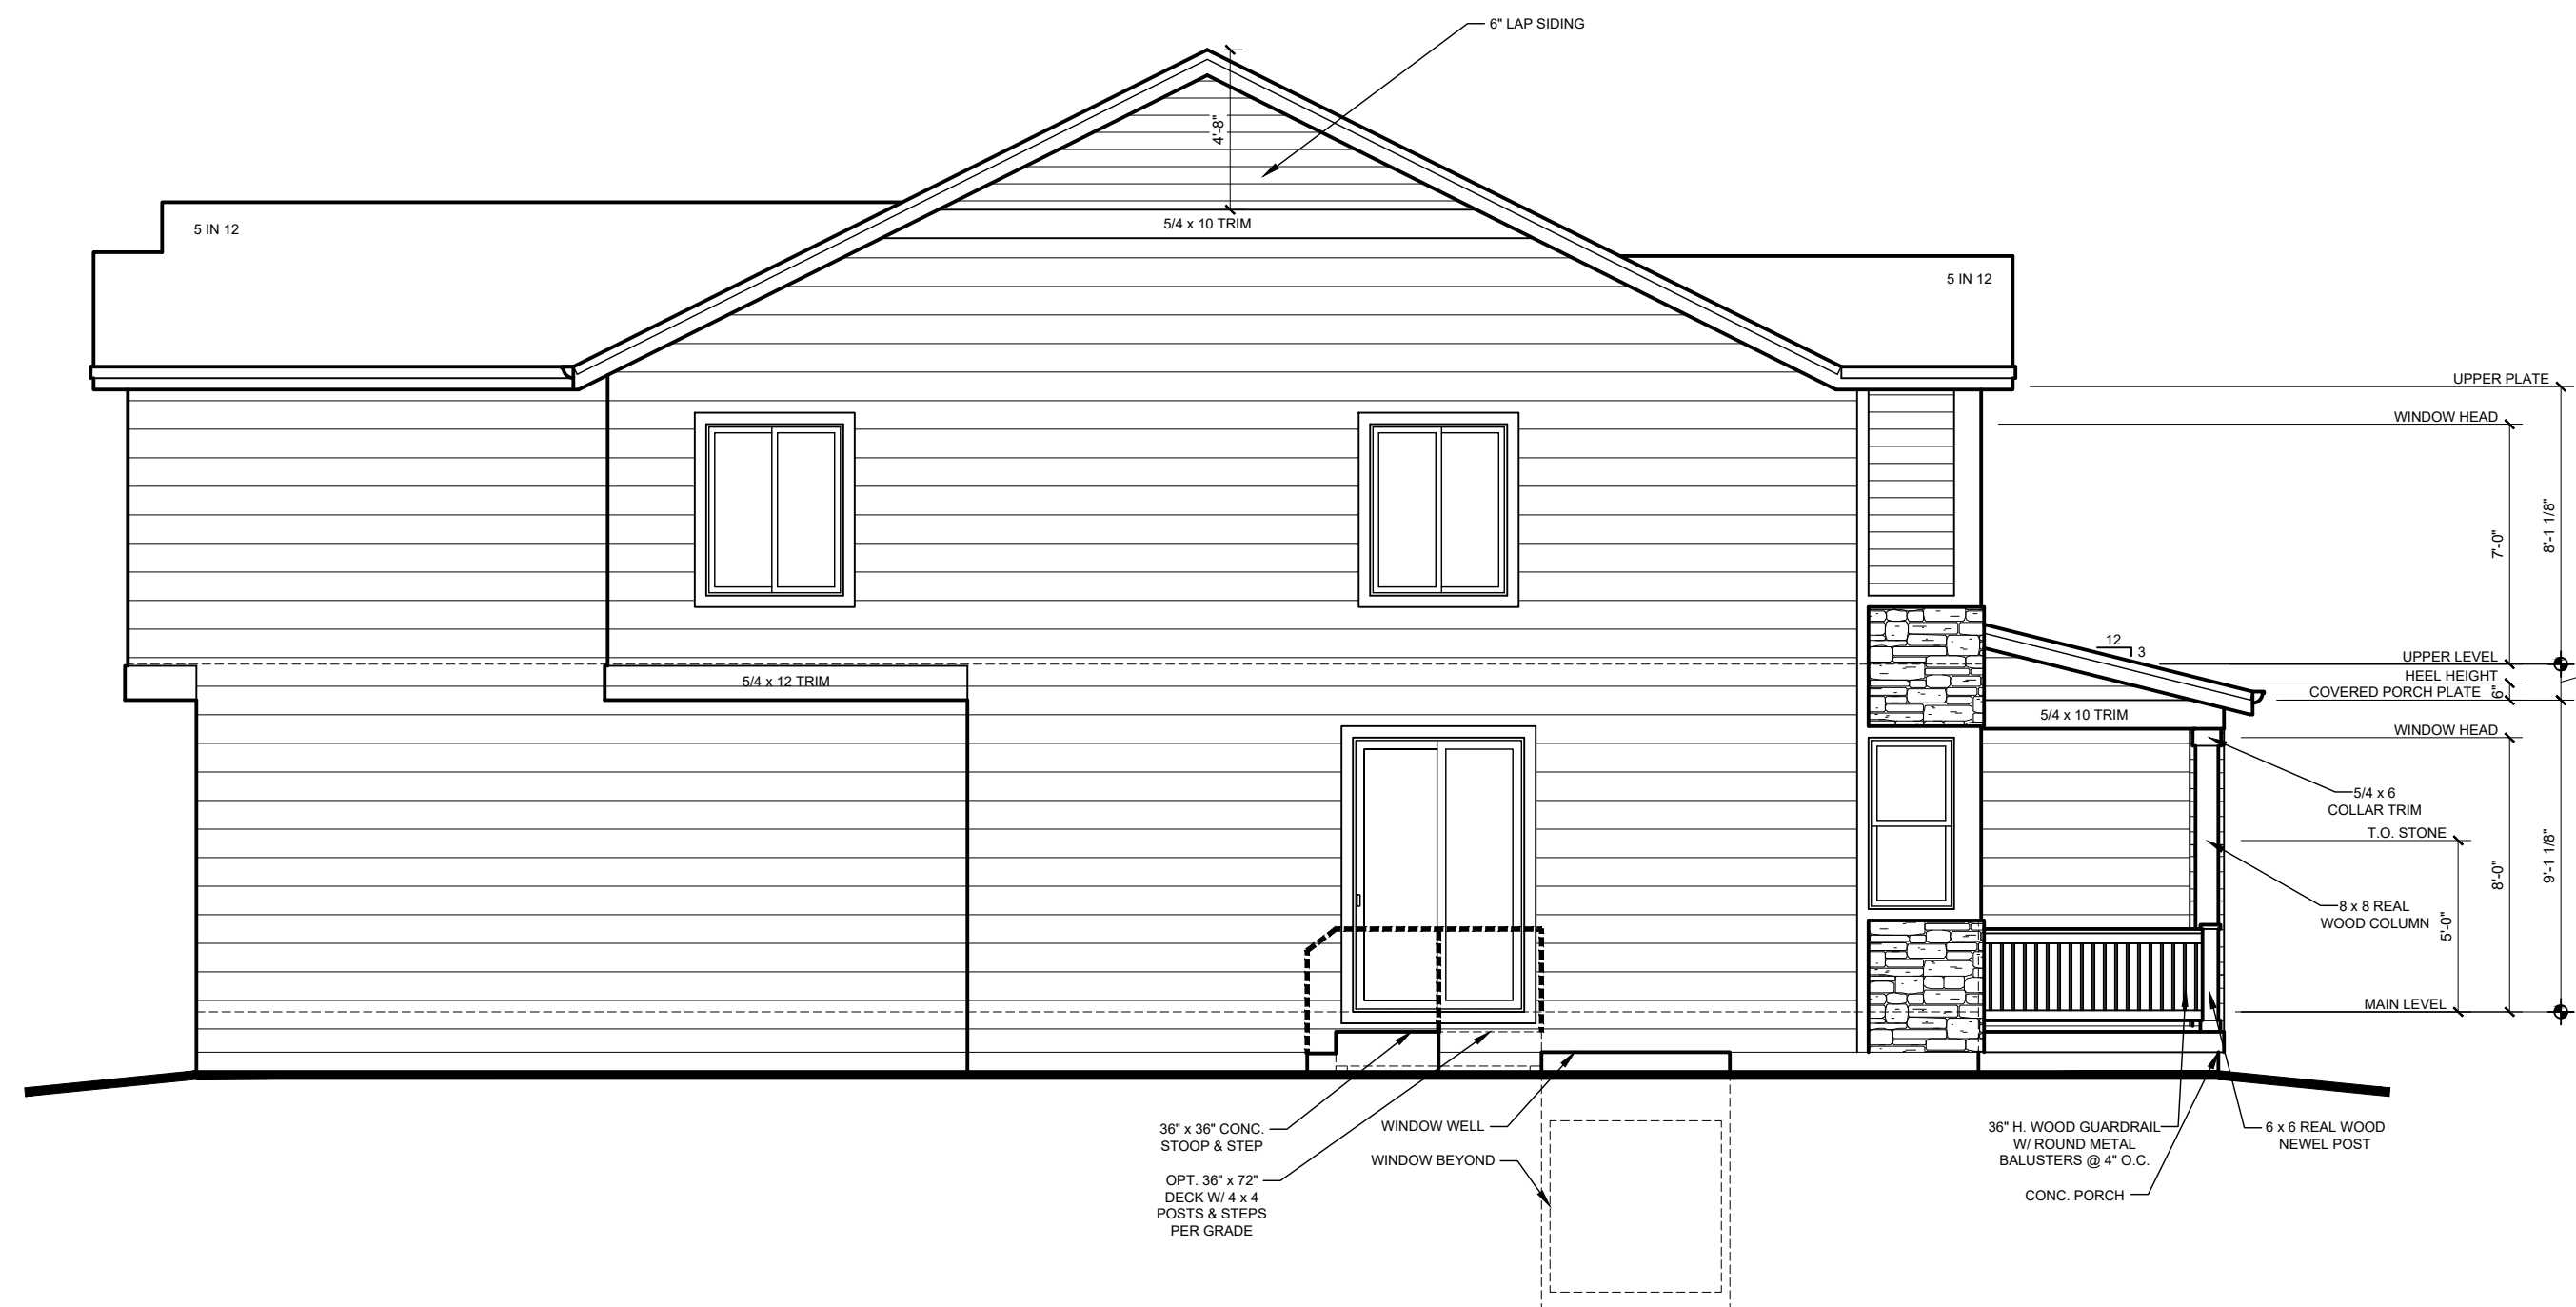 6" LAP SIDING
4'-8"
5/4 x 10 TRIM
5 IN 12
5 IN 12
UPPER PLATE
WINDOW HEAD
7'-0"
8'-1 1/8"
12
3
UPPER LEVEL
HEEL HEIGHT
COVERED PORCH PLATE
6"
5/4 x 12 TRIM
5/4 x 10 TRIM
WINDOW HEAD
5/4 x 6
COLLAR TRIM
T.O. STONE
8'-0"
9'-1 1/8"
8 x 8 REAL
WOOD COLUMN
5'-0"
MAIN LEVEL
36" x 36" CONC.
STOOP & STEP
WINDOW WELL
WINDOW BEYOND
OPT. 36" x 72"
DECK W/ 4 x 4
POSTS & STEPS
PER GRADE
36" H. WOOD GUARDRAIL
W/ ROUND METAL
BALUSTERS @ 4" O.C.
CONC. PORCH
6 x 6 REAL WOOD
NEWEL POST